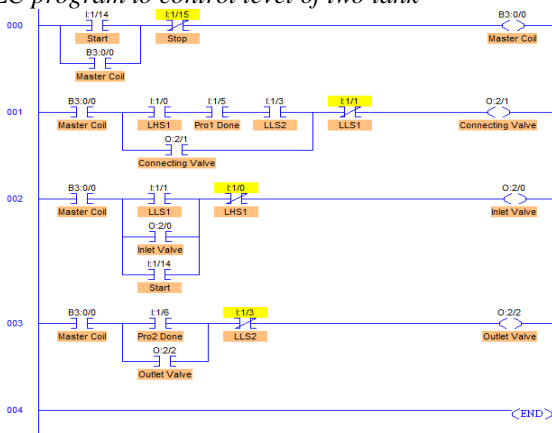 PLC program to control level of two tank
000
I:1/14 I:1/15 B3:0/0
Start Stop Master Coil
B3:0/0
Master Coil
B3:0/0 I:1/0 I:1/5 I:1/3 I:1/1 O:2/1
001
Master Coil LHS1 Pro1 Done LLS2 LLS1 Connecting Valve
O:2/1
Connecting Valve
B3:0/0 I:1/1 I:1/0 O:2/0
002
Master Coil LLS1 LHS1 Inlet Valve
O:2/0
Inlet Valve
I:1/14
Start
B3:0/0 I:1/6 I:1/3 O:2/2
003
Master Coil Pro2 Done LLS2 Outlet Valve
O:2/2
Outlet Valve
004 END